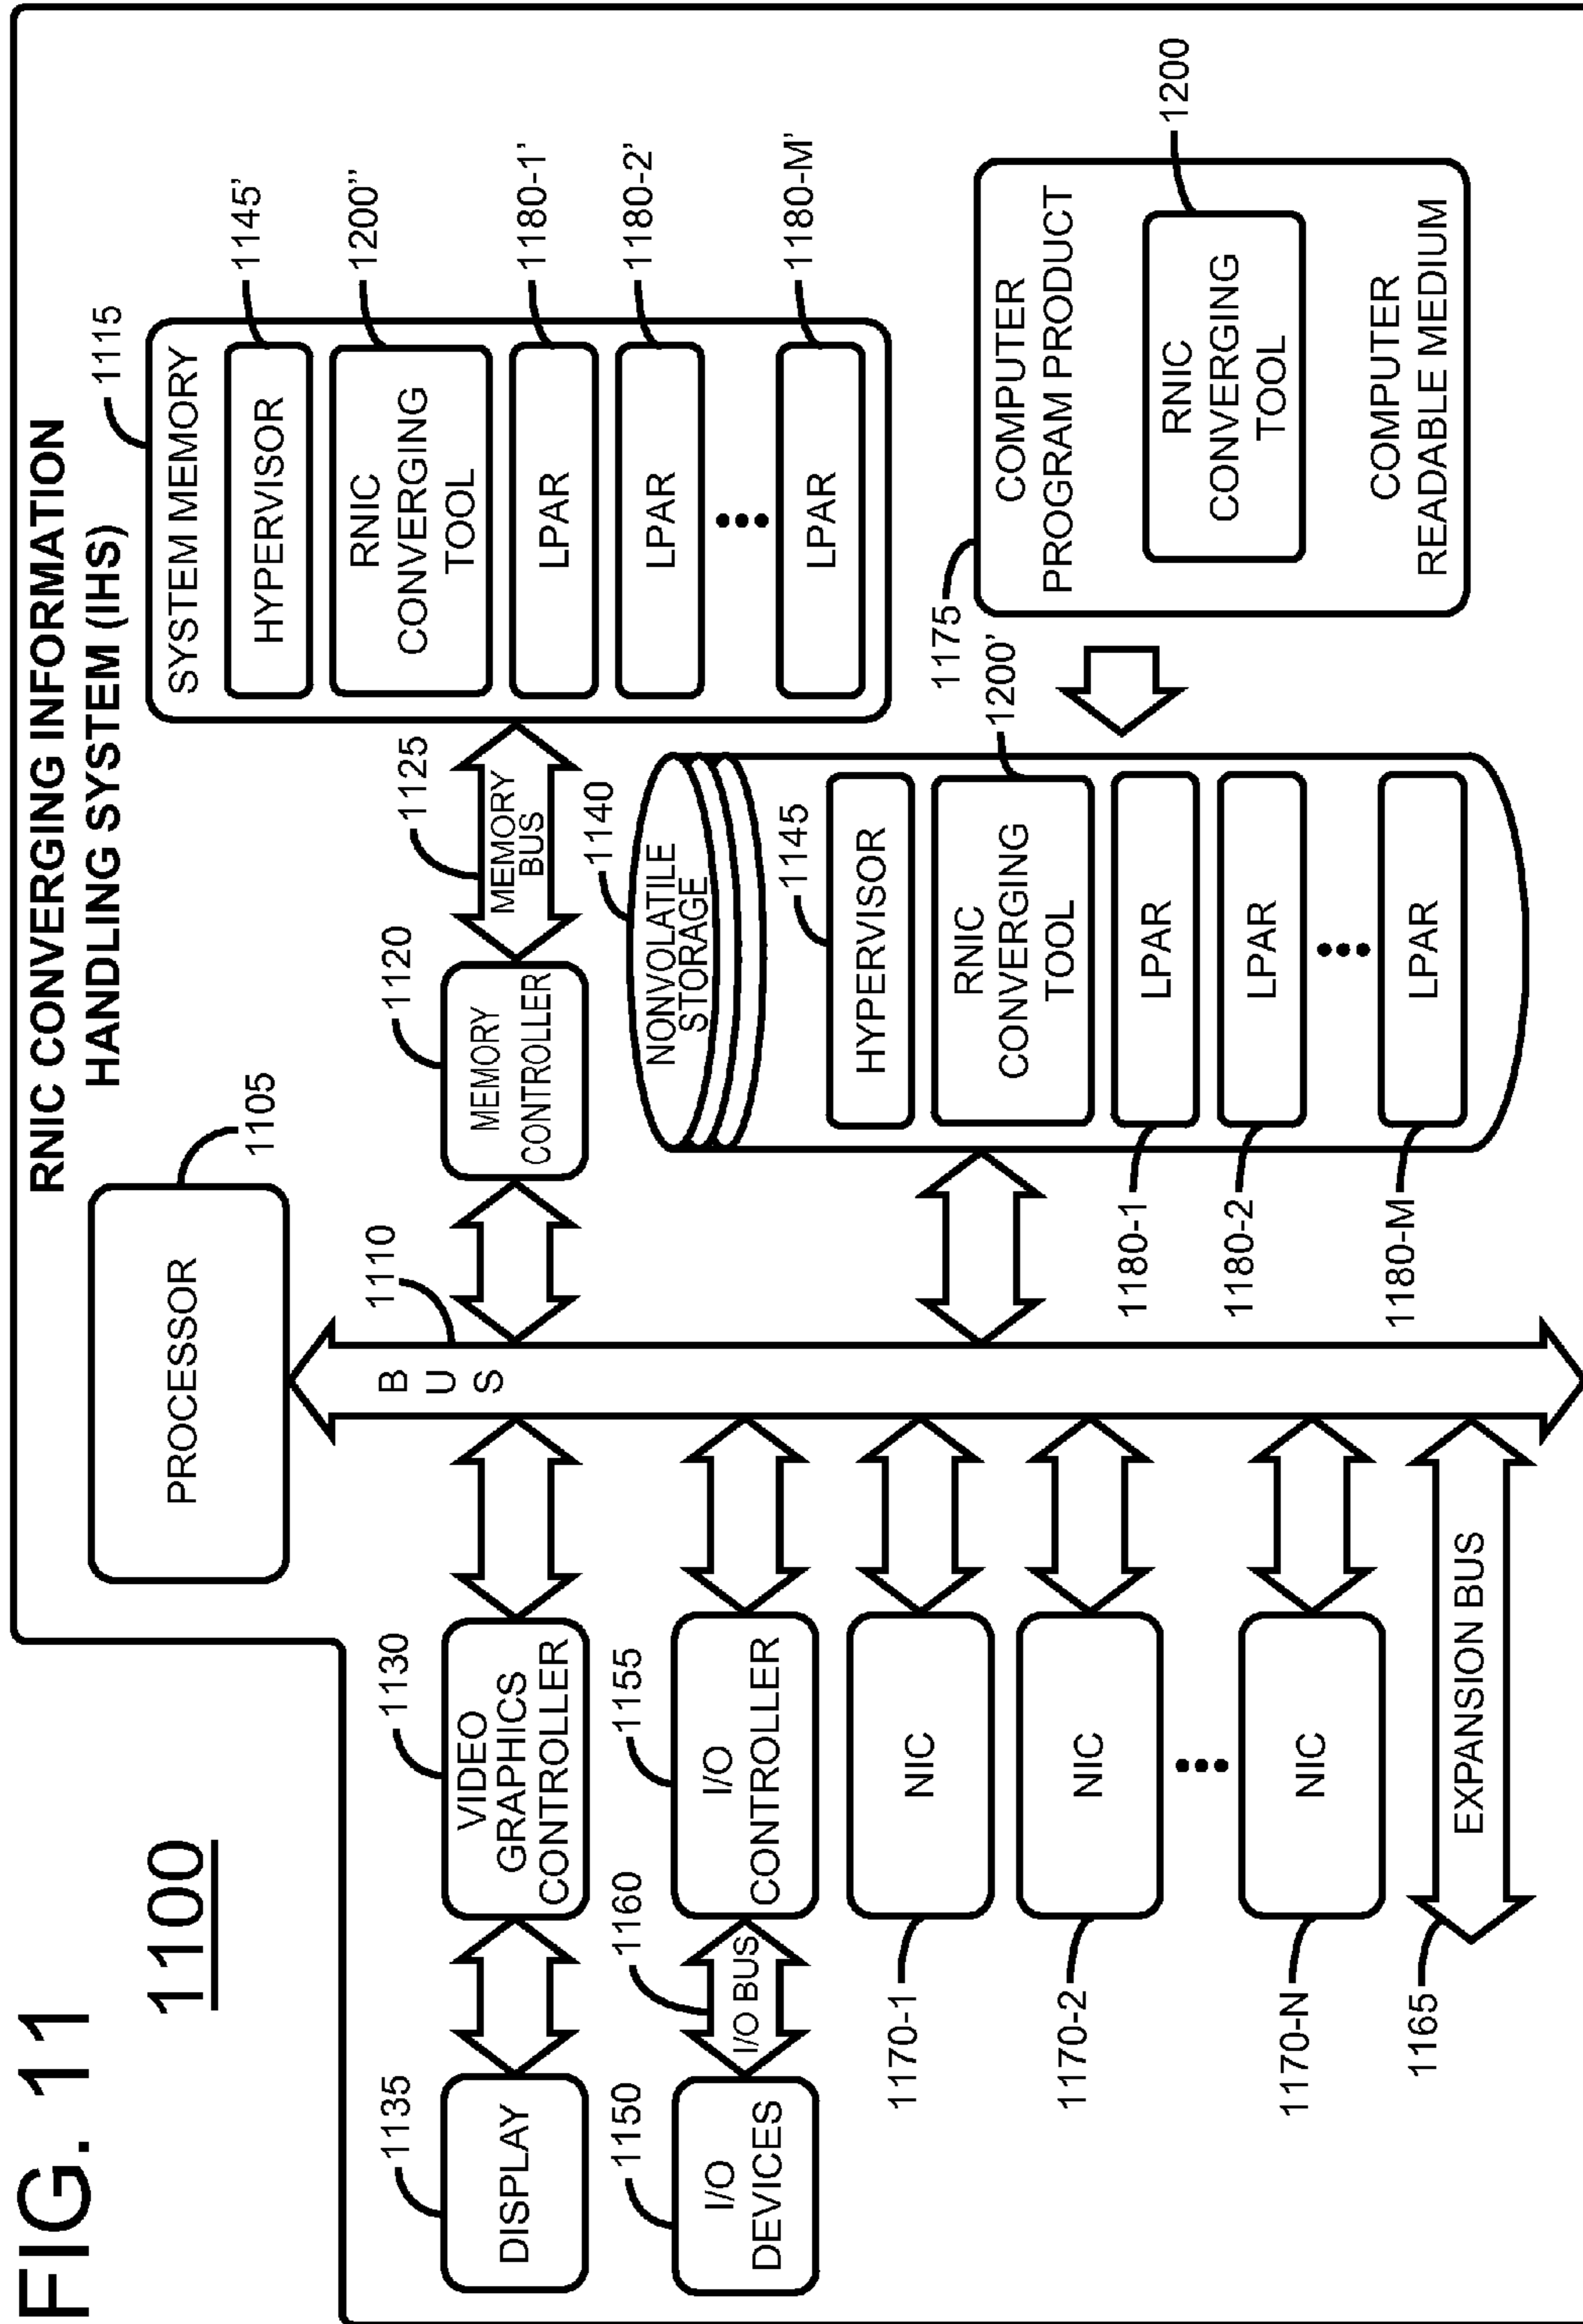 FIG. 11
1100
RNIC CONVERGING INFORMATION
HANDLING SYSTEM (IHS)
PROCESSOR
1105
1110
B
U
S
1135
DISPLAY
1130
VIDEO
GRAPHICS
CONTROLLER
1120
MEMORY
CONTROLLER
1125
MEMORY
BUS
1115
SYSTEM MEMORY
HYPERVISOR
1145'
RNIC
CONVERGING
TOOL
1200''
LPAR
1180-1'
LPAR
1180-2'
LPAR
1180-M'
1150
I/O
DEVICES
1160
I/O BUS
1155
I/O
CONTROLLER
NIC
1170-1
NIC
1170-2
NIC
1170-N
EXPANSION BUS
1165
1140
NONVOLATILE
STORAGE
1145
HYPERVISOR
RNIC
CONVERGING
TOOL
1200'
LPAR
1180-1
LPAR
1180-2
LPAR
1180-M
1175
COMPUTER
PROGRAM PRODUCT
RNIC
CONVERGING
TOOL
1200
COMPUTER
READABLE MEDIUM